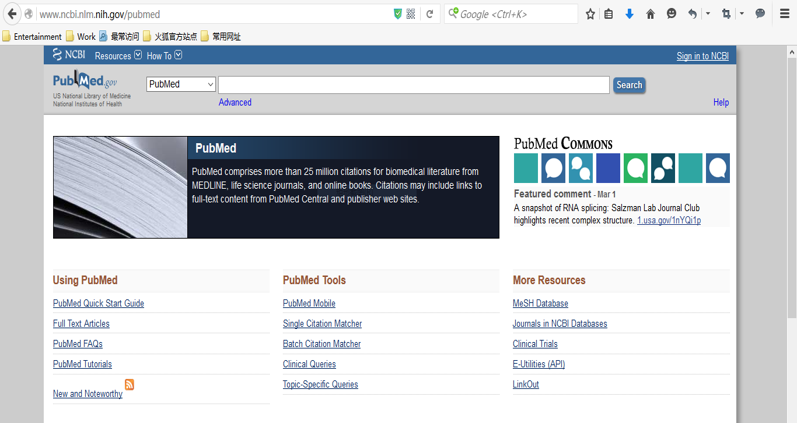 www.ncbi.nlm.nih.gov/pubmed
Google <Ctrl+K>
Entertainment Work 最常访问 火狐官方站点 常用网址
NCBI Resources How To Sign in to NCBI
PubMed.gov
US National Library of Medicine
National Institutes of Health
PubMed
Search
Advanced
Help
PubMed
PubMed comprises more than 25 million citations for biomedical literature from
MEDLINE, life science journals, and online books. Citations may include links to
full-text content from PubMed Central and publisher web sites.
PubMed Commons
Featured comment - Mar 1
A snapshot of RNA splicing: Salzman Lab Journal Club
highlights recent complex structure. 1.usa.gov/1nYQi1p
Using PubMed
PubMed Quick Start Guide
Full Text Articles
PubMed FAQs
PubMed Tutorials
New and Noteworthy
PubMed Tools
PubMed Mobile
Single Citation Matcher
Batch Citation Matcher
Clinical Queries
Topic-Specific Queries
More Resources
MeSH Database
Journals in NCBI Databases
Clinical Trials
E-Utilities (API)
LinkOut